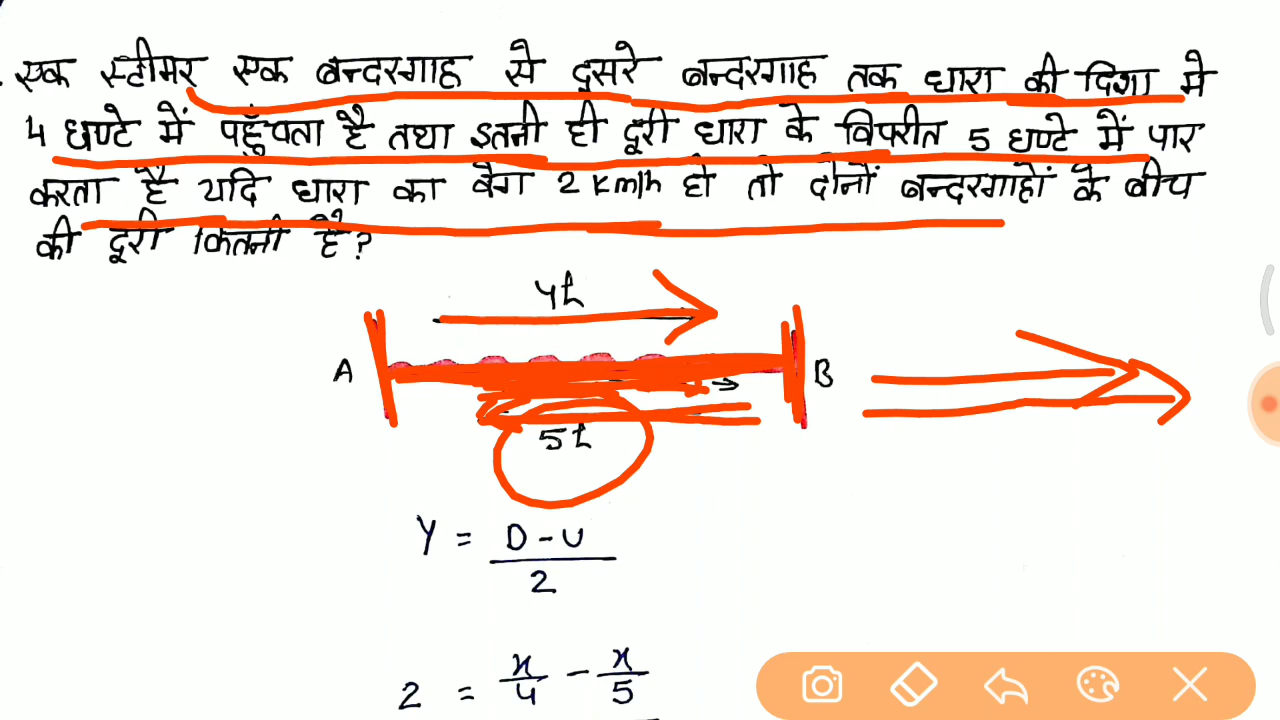 एक स्टीमर एक बन्दरगाह से दूसरे बन्दरगाह तक धारा की दिशा में
4 घण्टे में पहुँचता है तथा इतनी ही दूरी धारा के विपरीत 5 घण्टे में पार
करता है यदि धारा का वेग 2 Km/h हो तो दोनों बन्दरगाहों के बीच
की दूरी कितनी है?
4h
A B
5h
Y = D - U
2
2 = x/4 - x/5